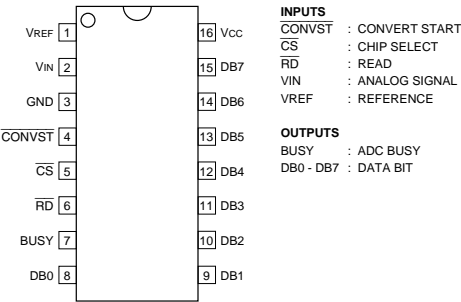 VREF 1
VIN 2
GND 3
CONVST 4
CS 5
RD 6
BUSY 7
DB0 8
16 VCC
15 DB7
14 DB6
13 DB5
12 DB4
11 DB3
10 DB2
9 DB1
INPUTS
CONVST : CONVERT START
CS : CHIP SELECT
RD : READ
VIN : ANALOG SIGNAL
VREF : REFERENCE
OUTPUTS
BUSY : ADC BUSY
DB0 - DB7 : DATA BIT